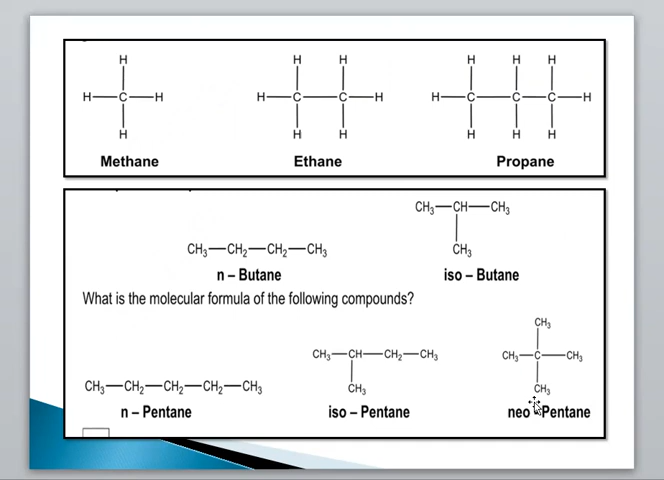 H H H H H H
H—C—H H—C—C—H H—C—C—C—H
H H H H H H
Methane Ethane Propane
CH3—CH—CH3
CH3
CH3—CH2—CH2—CH3
n – Butane
iso – Butane
What is the molecular formula of the following compounds?
CH3—CH2—CH2—CH2—CH3
n – Pentane
CH3—CH—CH2—CH3
CH3
iso – Pentane
CH3
CH3—C—CH3
CH3
neo Pentane